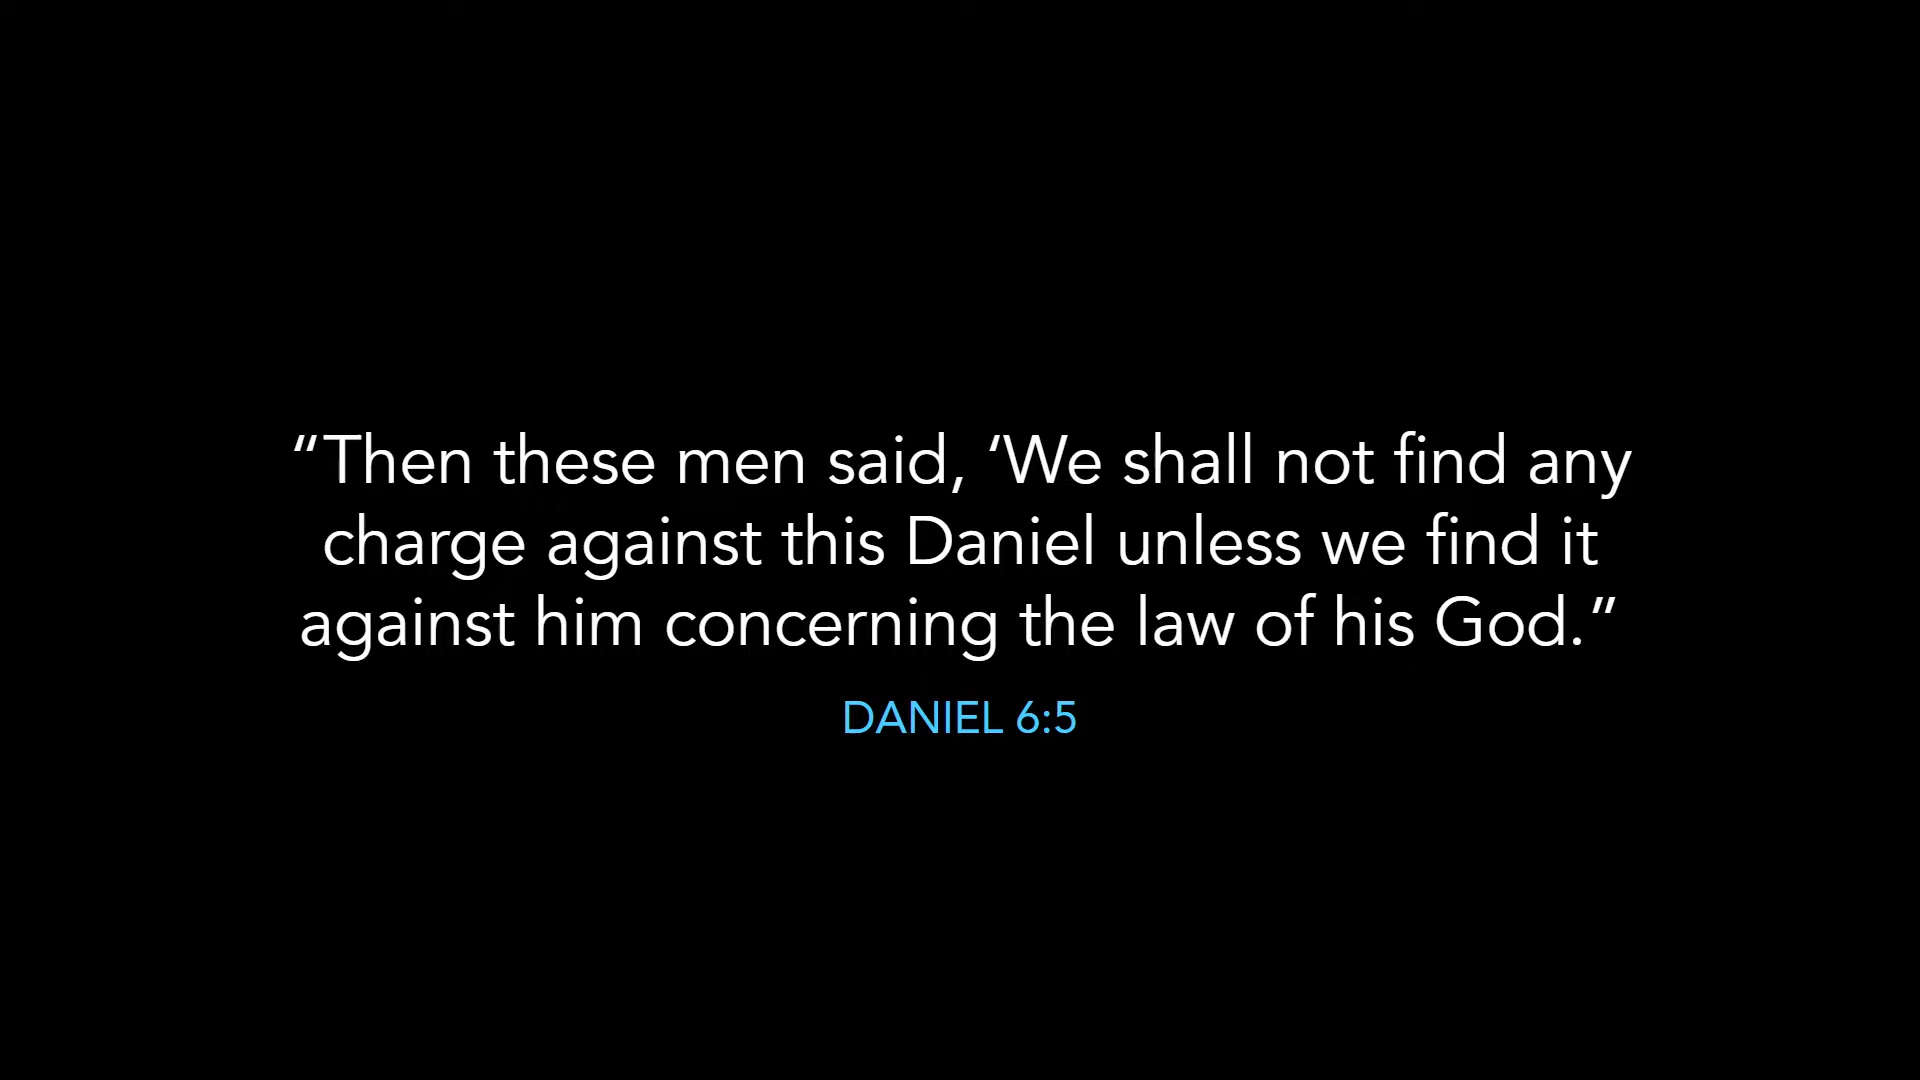 “Then these men said, ‘We shall not find any
charge against this Daniel unless we find it
against him concerning the law of his God.”
DANIEL 6:5